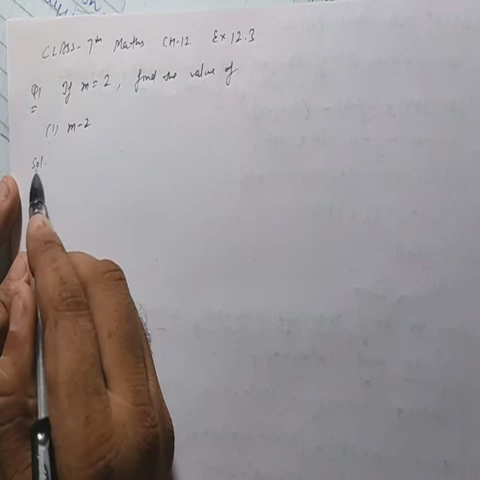 CLASS - 7th Maths CH-12 Ex 12.3
Q1 If m = 2, find the value of
(i) m-2
Sol.